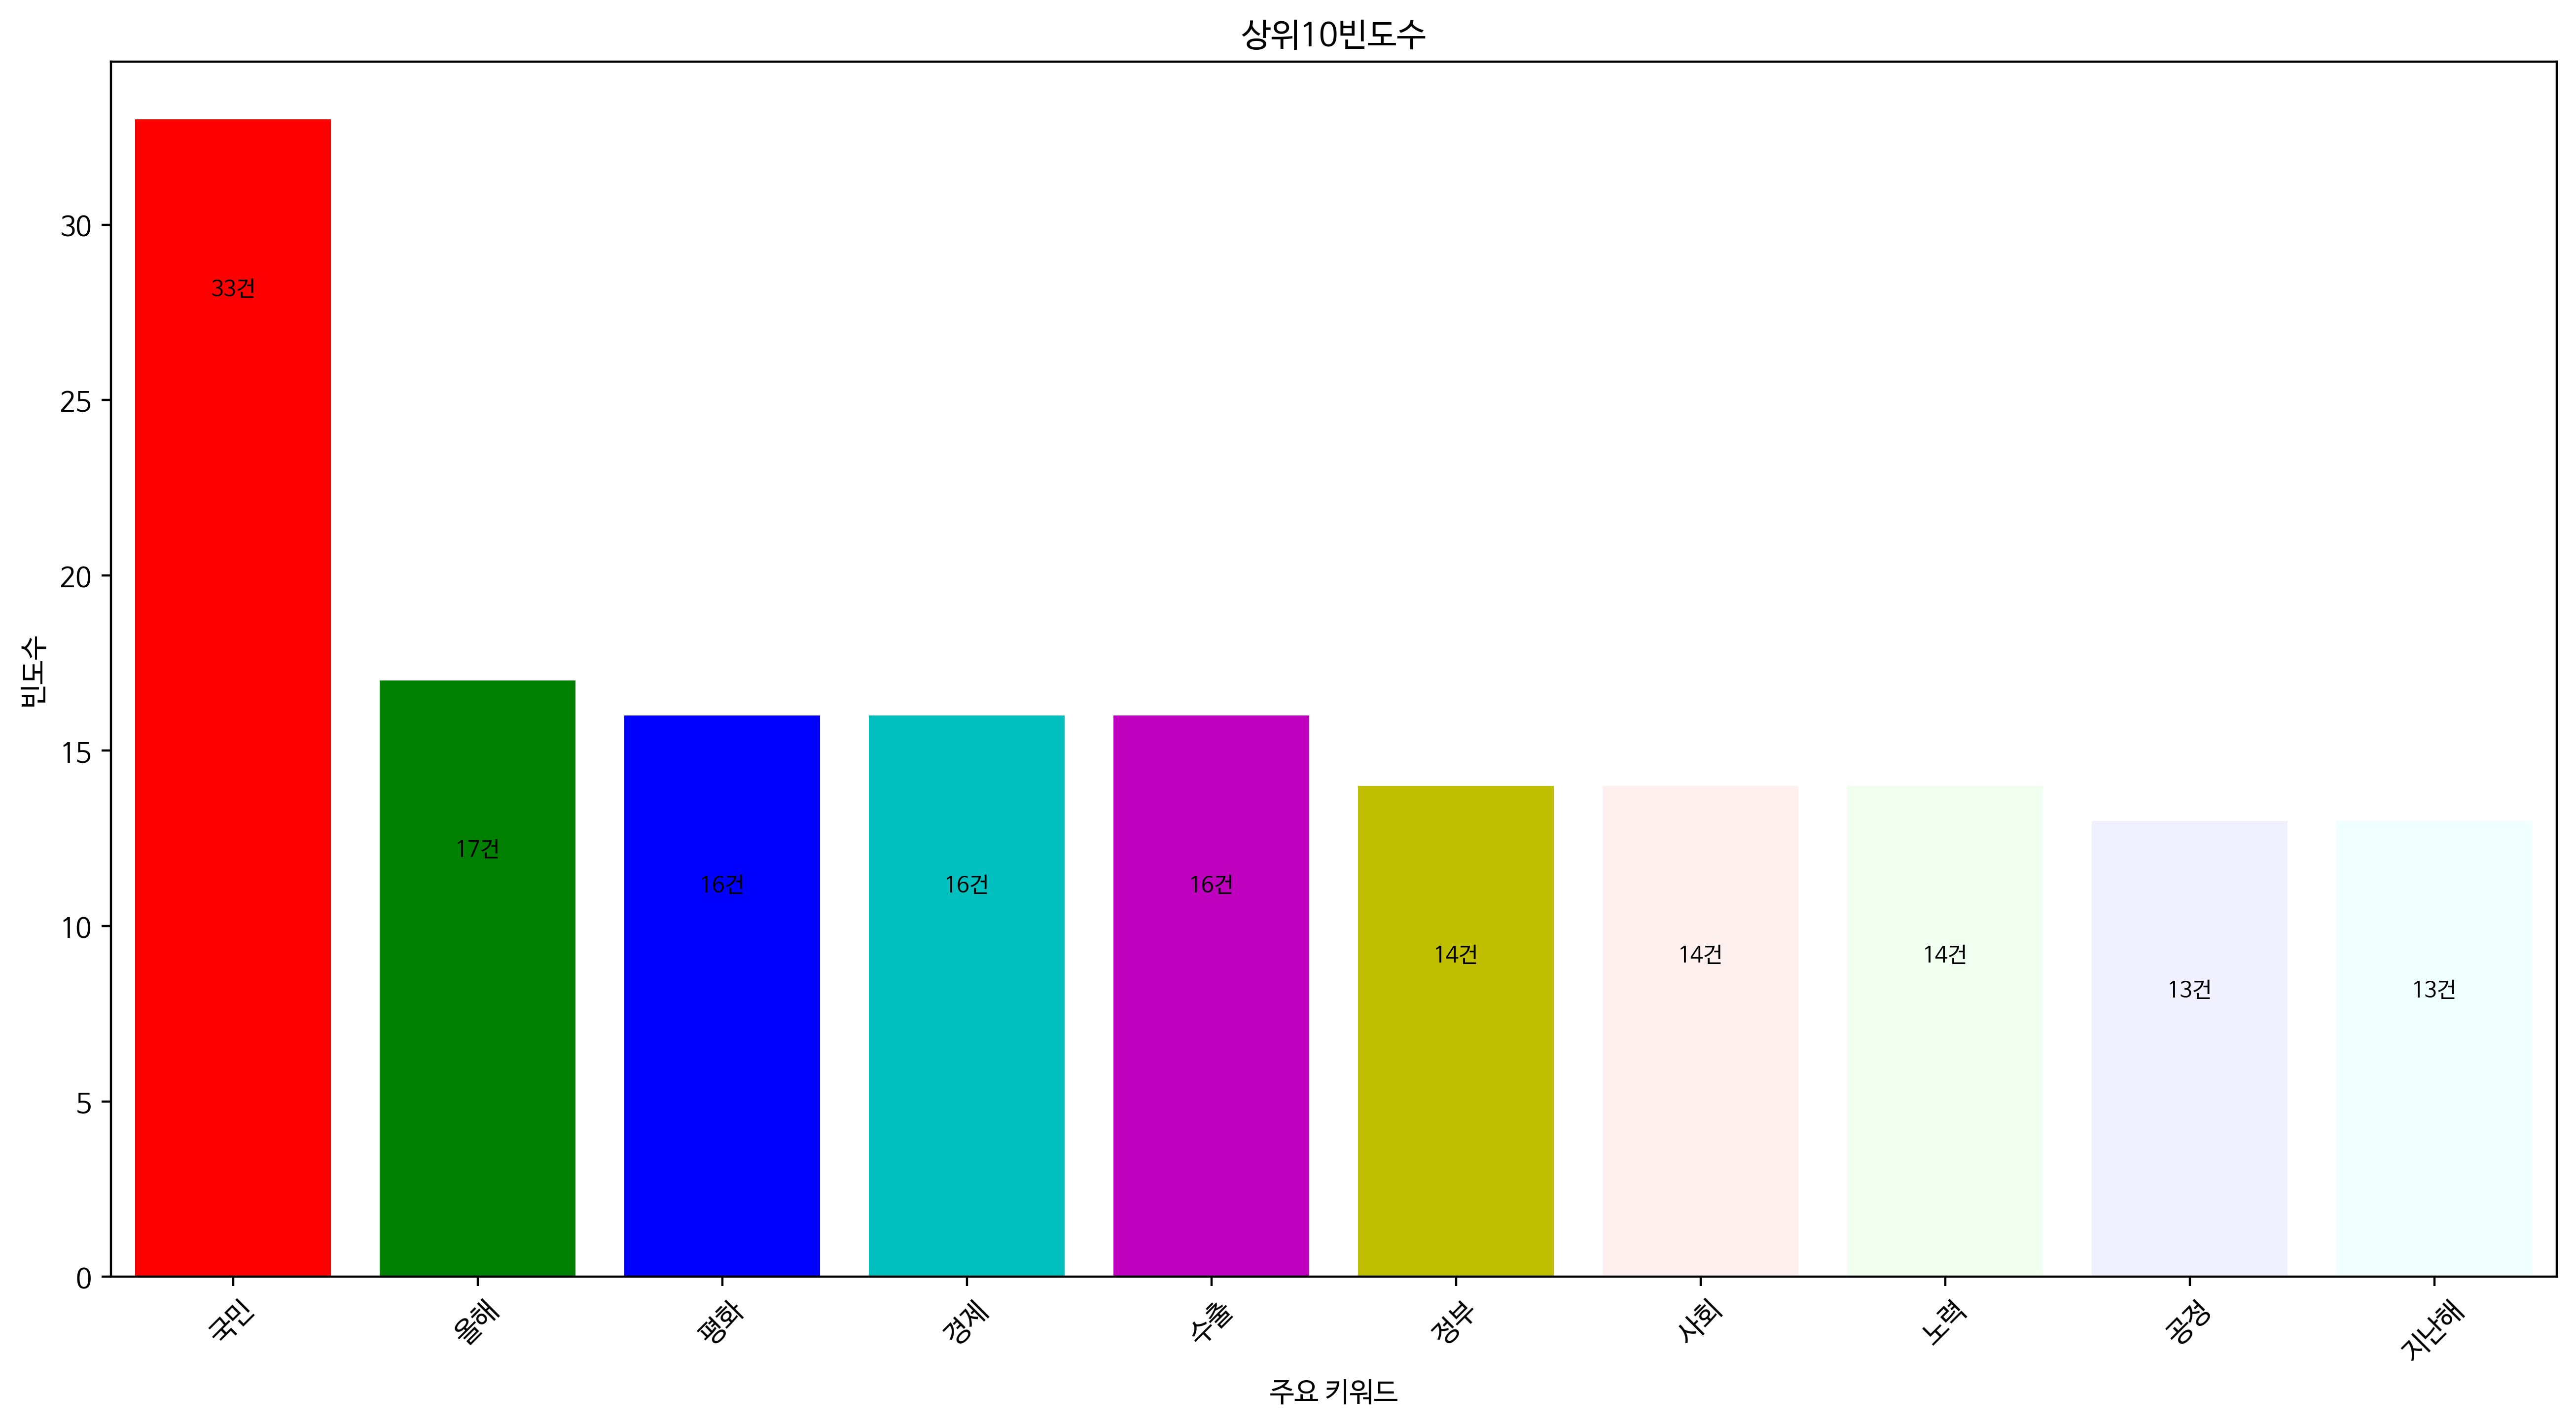 상위10빈도수
빈도수
30
25
20
15
10
5
0
33건
17건
16건
16건
16건
14건
14건
14건
13건
13건
국민
올해
평화
경제
수출
정부
사회
노력
공정
지난해
주요 키워드